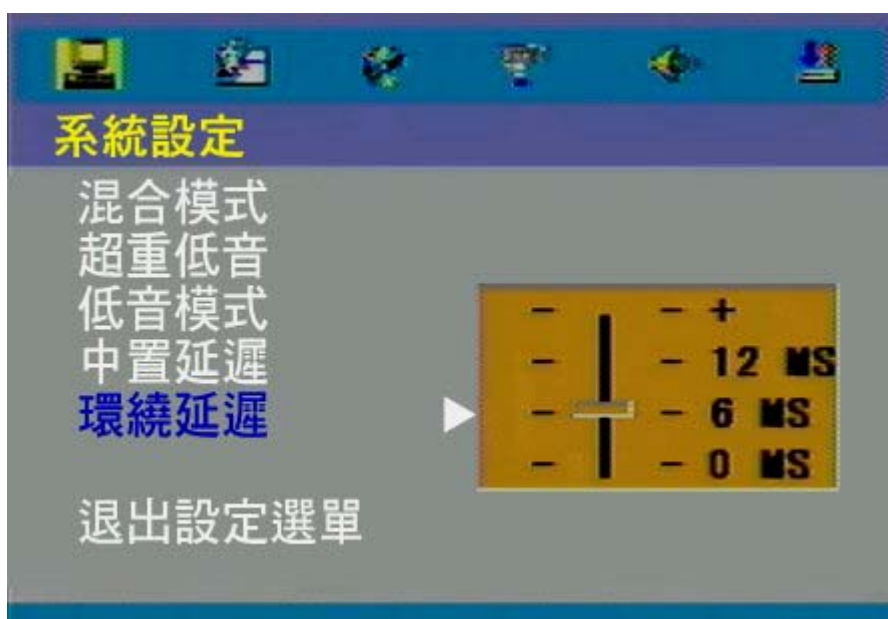 系統設定
混合模式
超重低音
低音模式
中置延遲
環繞延遲
退出設定選單
- - +
- - 12 MS
- - 6 MS
- - 0 MS